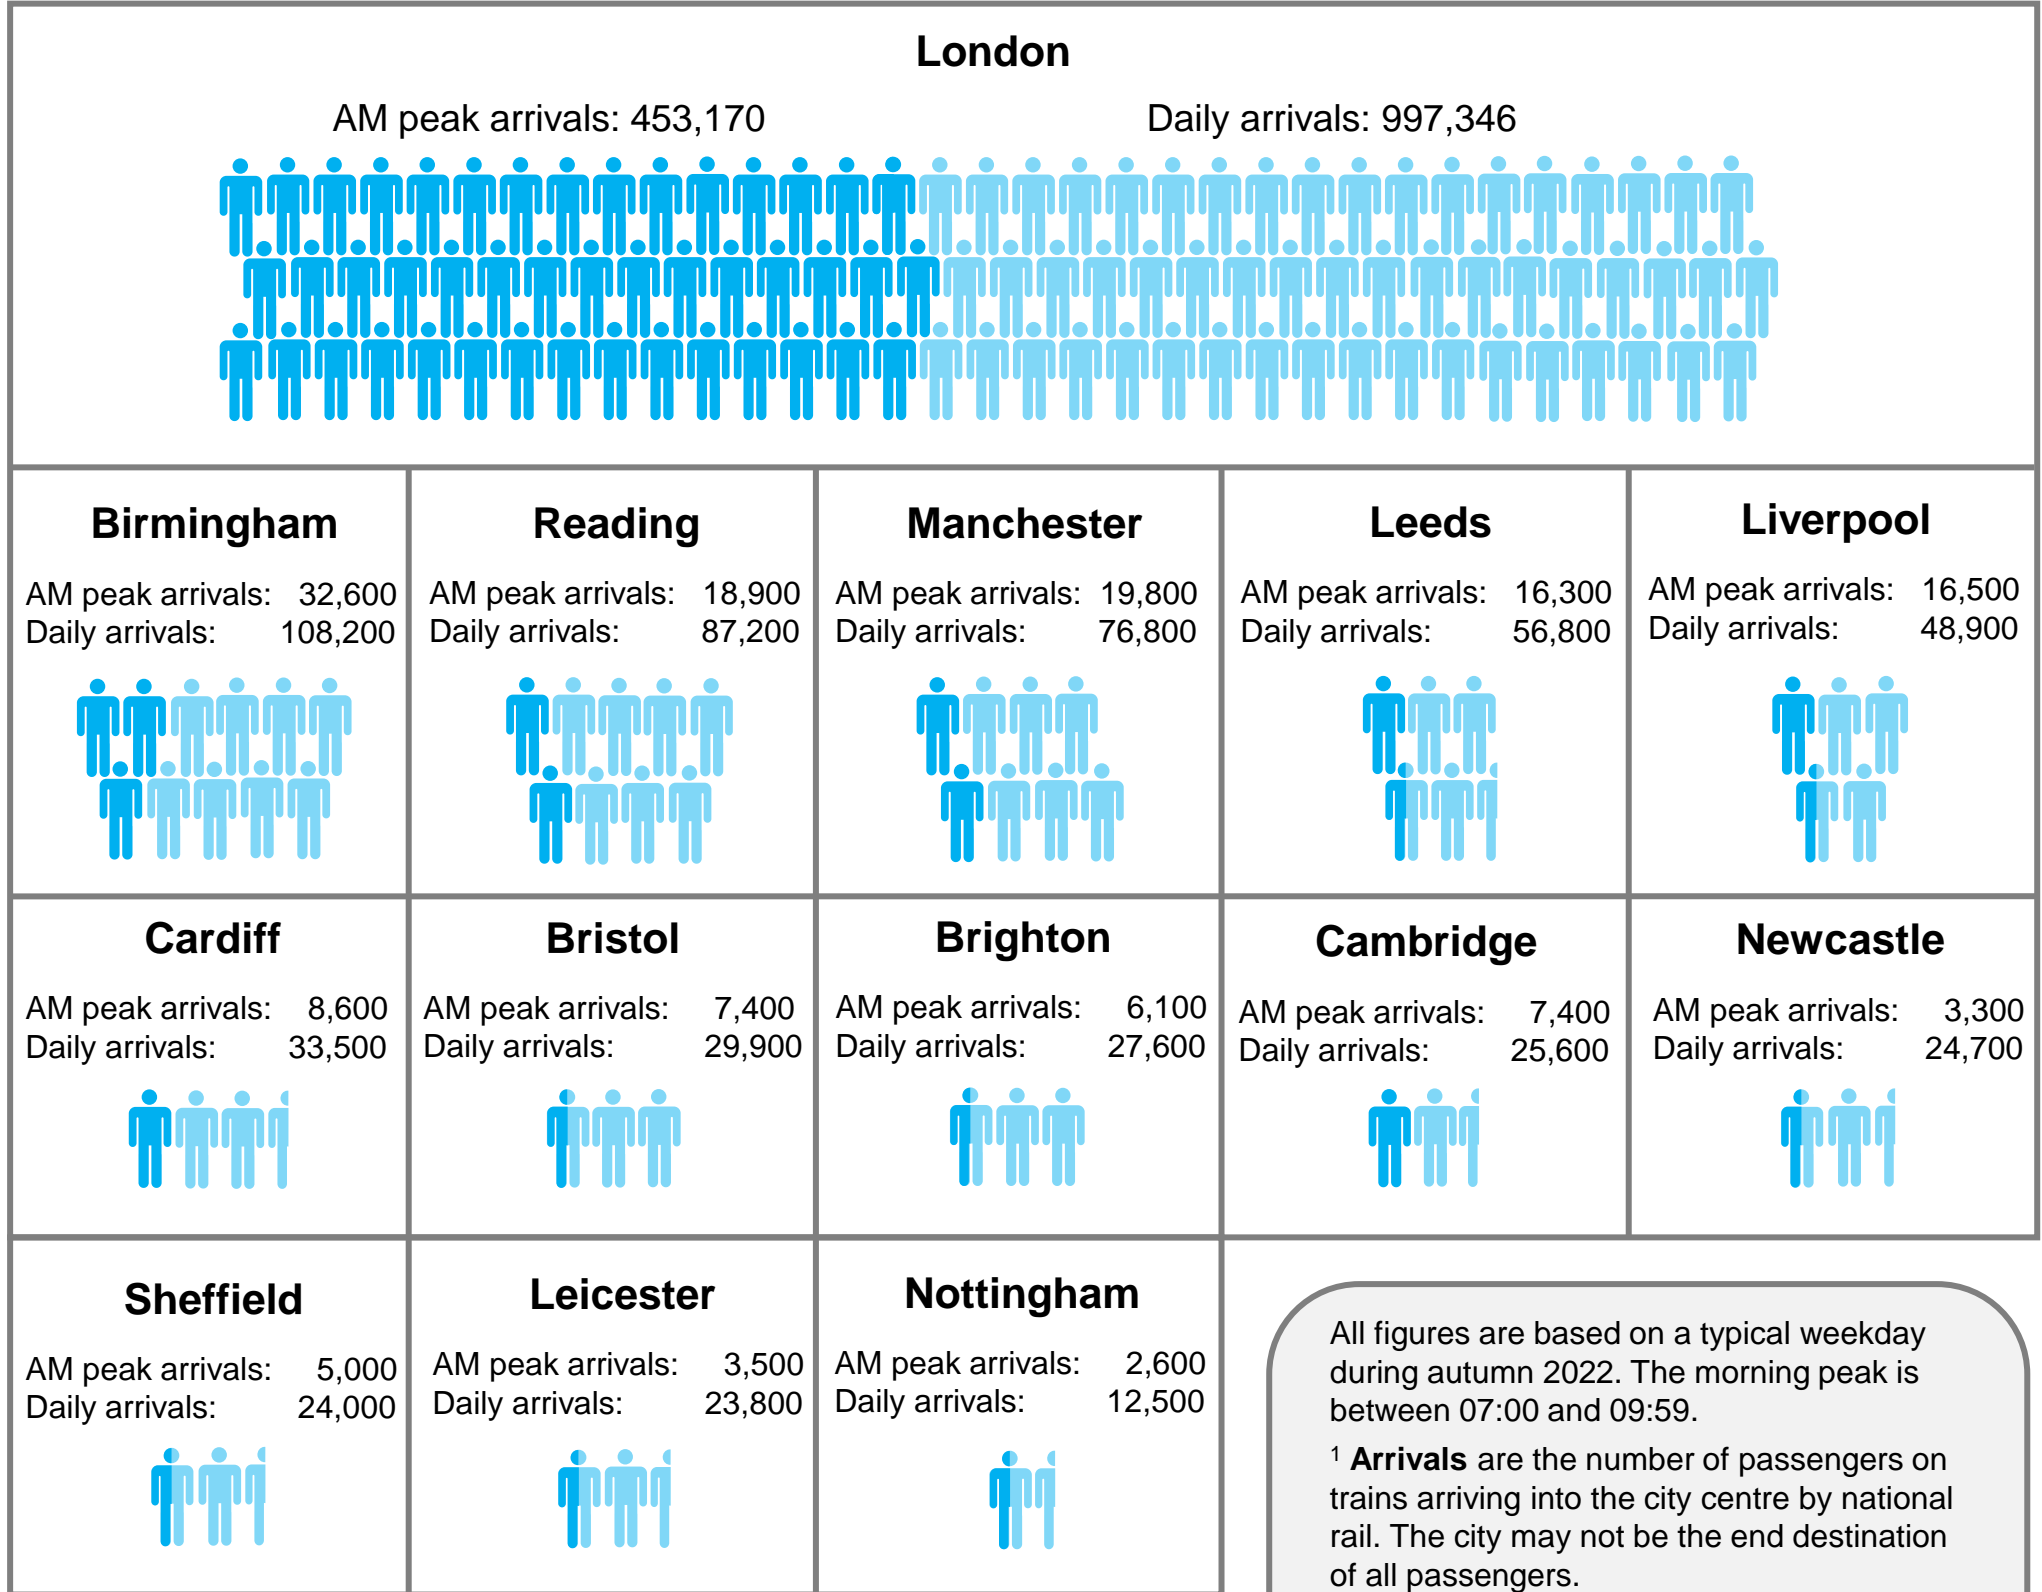 London
AM peak arrivals: 453,170
Daily arrivals: 997,346
Birmingham
AM peak arrivals: 32,600
Daily arrivals: 108,200
Reading
AM peak arrivals: 18,900
Daily arrivals: 87,200
Manchester
AM peak arrivals: 19,800
Daily arrivals: 76,800
Leeds
AM peak arrivals: 16,300
Daily arrivals: 56,800
Liverpool
AM peak arrivals: 16,500
Daily arrivals: 48,900
Cardiff
AM peak arrivals: 8,600
Daily arrivals: 33,500
Bristol
AM peak arrivals: 7,400
Daily arrivals: 29,900
Brighton
AM peak arrivals: 6,100
Daily arrivals: 27,600
Cambridge
AM peak arrivals: 7,400
Daily arrivals: 25,600
Newcastle
AM peak arrivals: 3,300
Daily arrivals: 24,700
Sheffield
AM peak arrivals: 5,000
Daily arrivals: 24,000
Leicester
AM peak arrivals: 3,500
Daily arrivals: 23,800
Nottingham
AM peak arrivals: 2,600
Daily arrivals: 12,500
All figures are based on a typical weekday
during autumn 2022. The morning peak is
between 07:00 and 09:59.
¹ Arrivals are the number of passengers on
trains arriving into the city centre by national
rail. The city may not be the end destination
of all passengers.